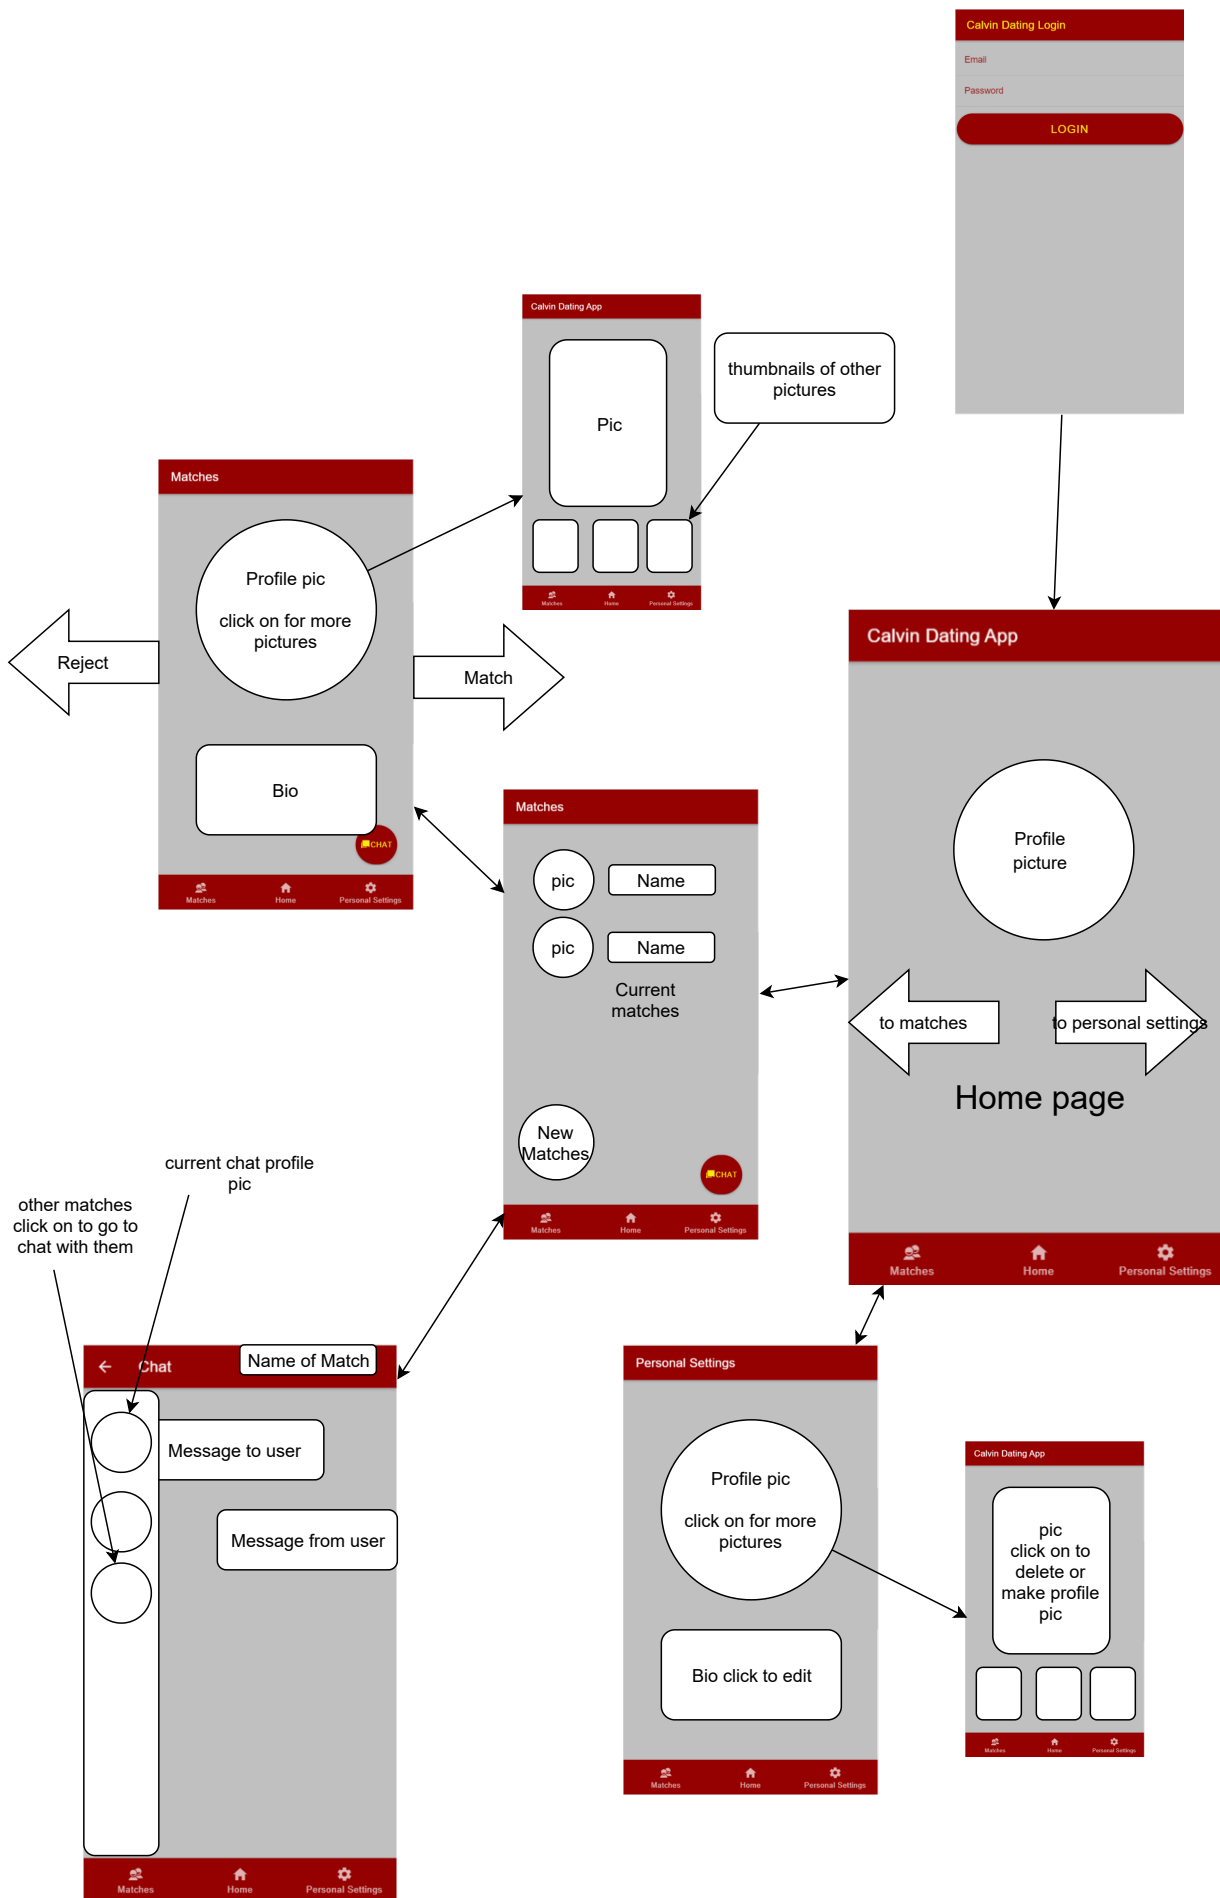 Calvin Dating Login
Email
Password
LOGIN
Calvin Dating App
Pic
thumbnails of other
pictures
Matches
Home
Personal Settings
Matches
Profile pic
click on for more
pictures
Reject
Match
Bio
CHAT
Matches
Home
Personal Settings
Calvin Dating App
Profile
picture
to matches
to personal settings
Home page
Matches
Home
Personal Settings
Matches
pic
Name
pic
Name
Current
matches
New
Matches
CHAT
Matches
Home
Personal Settings
current chat profile
pic
other matches
click on to go to
chat with them
Chat
Name of Match
Message to user
Message from user
Matches
Home
Personal Settings
Personal Settings
Profile pic
click on for more
pictures
Bio click to edit
Matches
Home
Personal Settings
Calvin Dating App
pic
click on to
delete or
make profile
pic
Matches
Home
Personal Settings